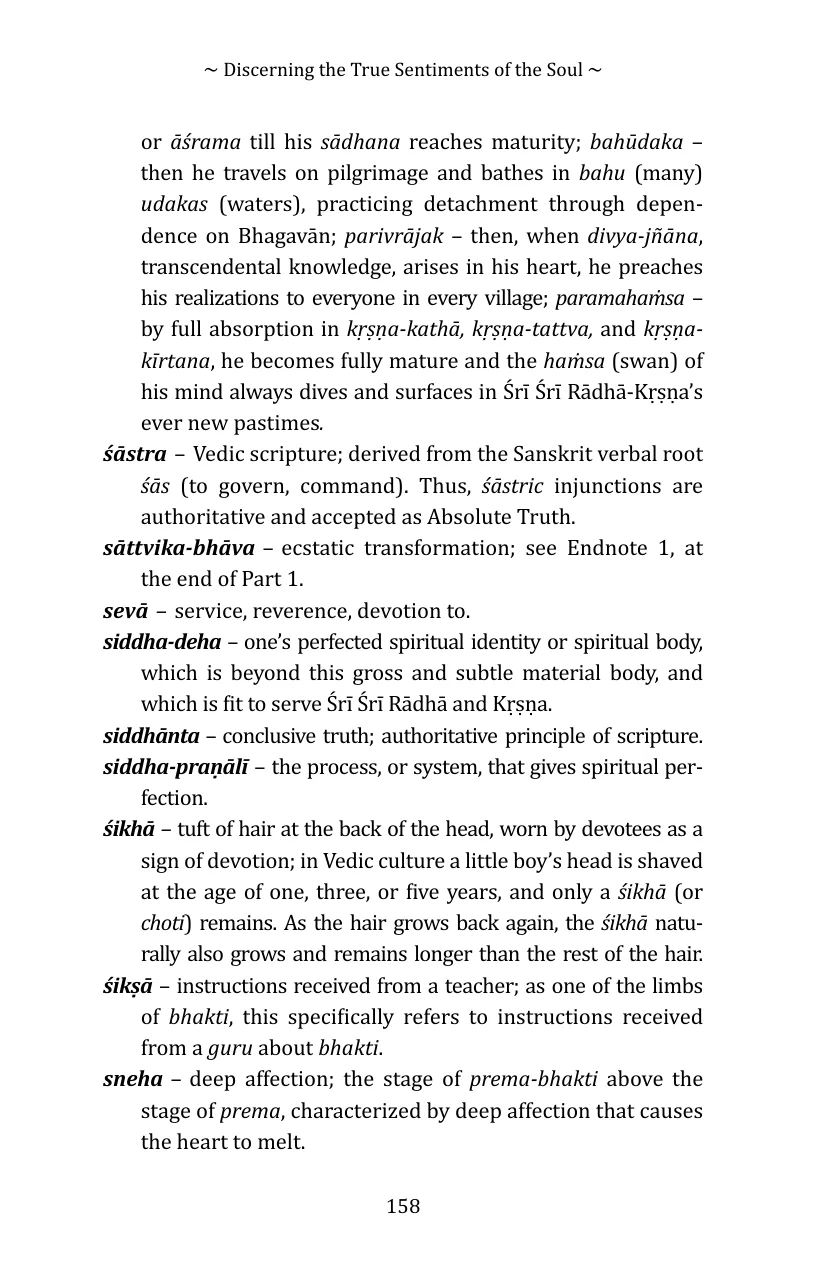 ~ Discerning the True Sentiments of the Soul ~
or āśrama till his sādhana reaches maturity; bahūdaka –
then he travels on pilgrimage and bathes in bahu (many)
udakas (waters), practicing detachment through depen-
dence on Bhagavān; parivrājak – then, when divya-jñāna,
transcendental knowledge, arises in his heart, he preaches
his realizations to everyone in every village; paramahaṁsa –
by full absorption in kṛṣṇa-kathā, kṛṣṇa-tattva, and kṛṣṇa-
kīrtana, he becomes fully mature and the haṁsa (swan) of
his mind always dives and surfaces in Śrī Śrī Rādhā-Kṛṣṇa’s
ever new pastimes.
śāstra – Vedic scripture; derived from the Sanskrit verbal root
śās (to govern, command). Thus, śāstric injunctions are
authoritative and accepted as Absolute Truth.
sāttvika-bhāva – ecstatic transformation; see Endnote 1, at
the end of Part 1.
sevā – service, reverence, devotion to.
siddha-deha – one’s perfected spiritual identity or spiritual body,
which is beyond this gross and subtle material body, and
which is fit to serve Śrī Śrī Rādhā and Kṛṣṇa.
siddhānta – conclusive truth; authoritative principle of scripture.
siddha-praṇālī – the process, or system, that gives spiritual per-
fection.
śikhā – tuft of hair at the back of the head, worn by devotees as a
sign of devotion; in Vedic culture a little boy’s head is shaved
at the age of one, three, or five years, and only a śikhā (or
choti) remains. As the hair grows back again, the śikhā natu-
rally also grows and remains longer than the rest of the hair.
śikṣā – instructions received from a teacher; as one of the limbs
of bhakti, this specifically refers to instructions received
from a guru about bhakti.
sneha – deep affection; the stage of prema-bhakti above the
stage of prema, characterized by deep affection that causes
the heart to melt.
158